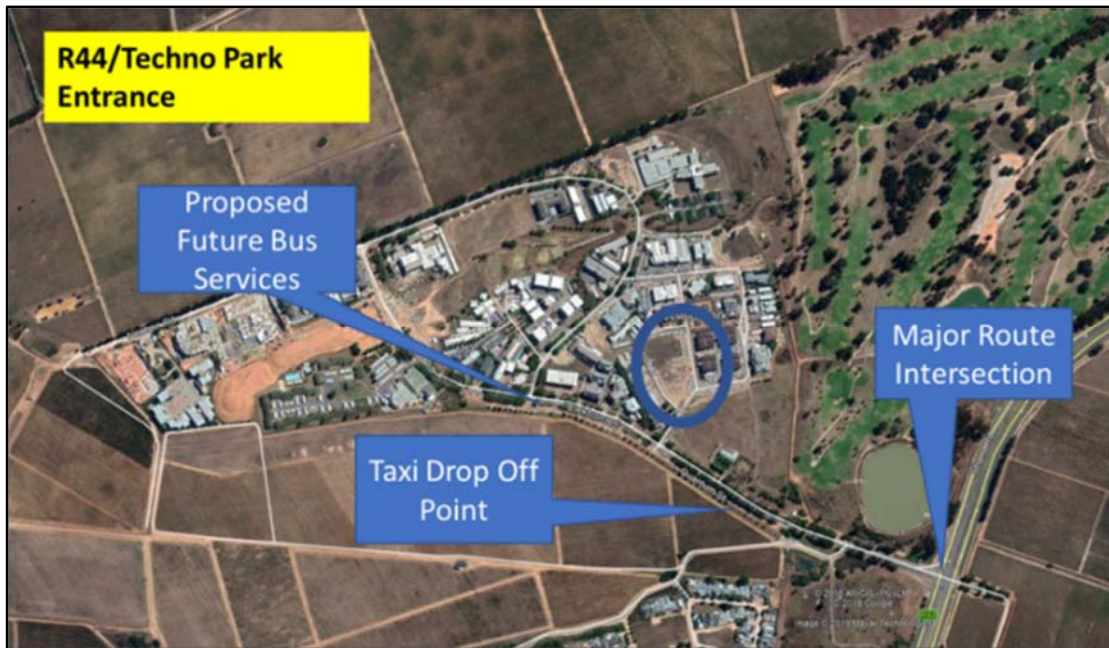 R44/Techno Park
Entrance
Proposed
Future Bus
Services
Major Route
Intersection
Taxi Drop Off
Point